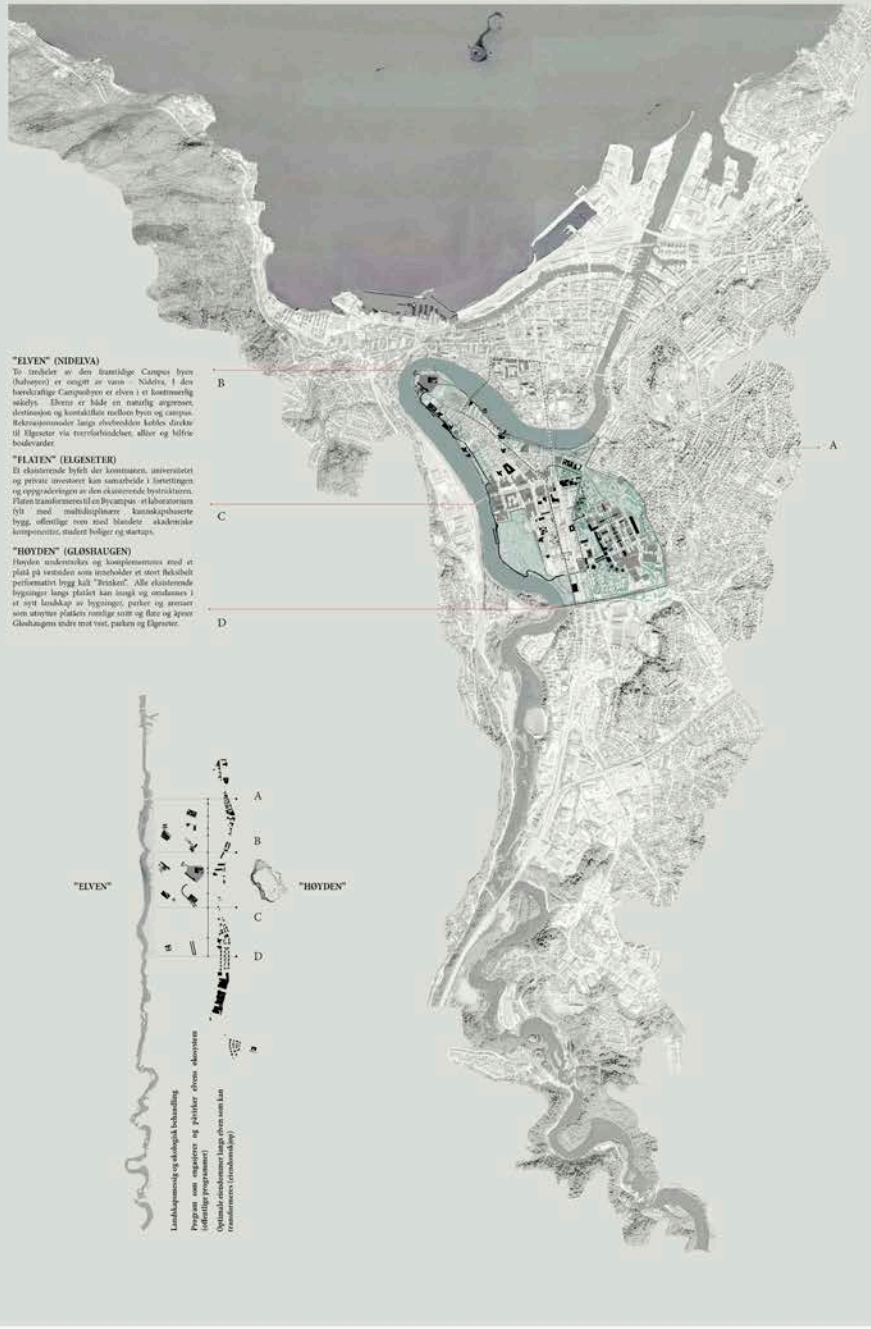 "ELVEN" (NIDELVA)
To tredjeler av den framtidige Campus byen
(halvøyen) er omgitt av vann - Nidelva. I den
bærekraftige Campusbyen er elven i et kontinuerlig
søkelys. Elvens er både en naturlig avgrenser,
destinasjon og kontaktflate mellom byen og campus.
Rekreasjonsnoder langs elvebredden kobles direkte
til Elgeseter via tverrforbindelser, alléer og bilfrie
boulevarder.
"FLATEN" (ELGESETER)
Et eksisterende byfelt der kommunen, universitetet
og private investorer kan samarbeide i fortettingen
og oppgraderingen av den eksisterende bystrukturen.
Flaten transformeres til en Bycampus - et laboratorium
fylt med multidisiplinære kunnskapsbaserte
bygg, offentlige rom med blandete akademiske
komponenter, student boliger og startups.
"HØYDEN" (GLØSHAUGEN)
Høyden understrekes og komplementeres med et
platå på vestsiden som inneholder et stort fleksibelt
performativt bygg kalt "Brinken". Alle eksisterende
bygninger langs platået kan inngå og omdannes i
et nytt landskap av bygninger, parker og arenaer
som utnytter platåets romlige snitt og flate og åpner
Gløshaugens indre mot vest, parken og Elgeseter.
B
A
C
D
A
B
"ELVEN"
"HØYDEN"
C
D
Landskapsmessig og økologisk behandling
Program som engasjeres og påvirker elvens økosystem
(offentlige programmer)
Optimale eiendommer langs elven som kan
transformeres (eiendomskjøp)